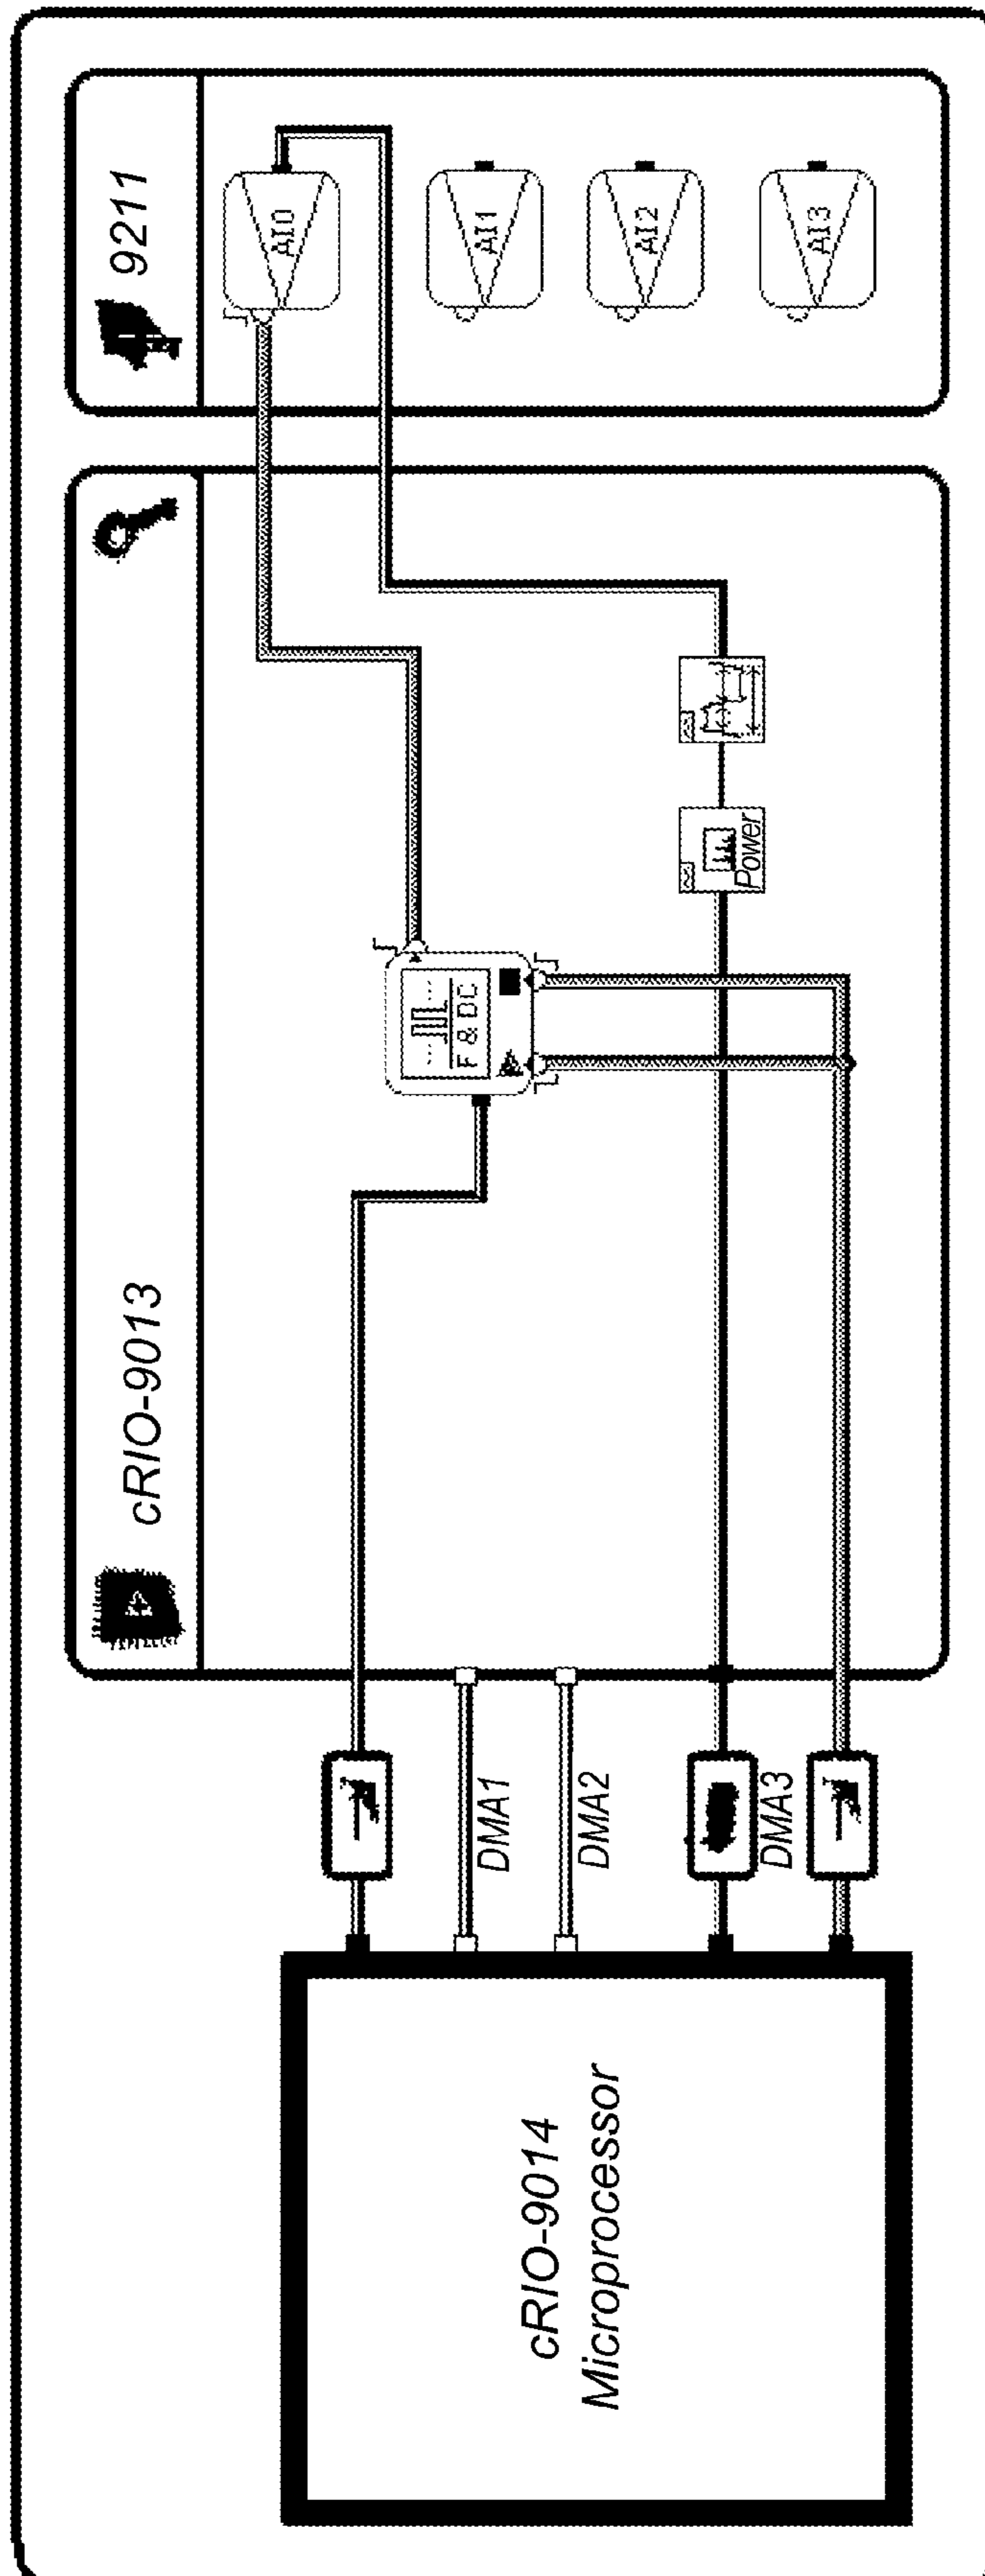 cRIO-9014
Microprocessor
DMA1
DMA2
DMA3
cRIO-9013
F & DC
Power
9211
AI0
AI1
AI2
AI3